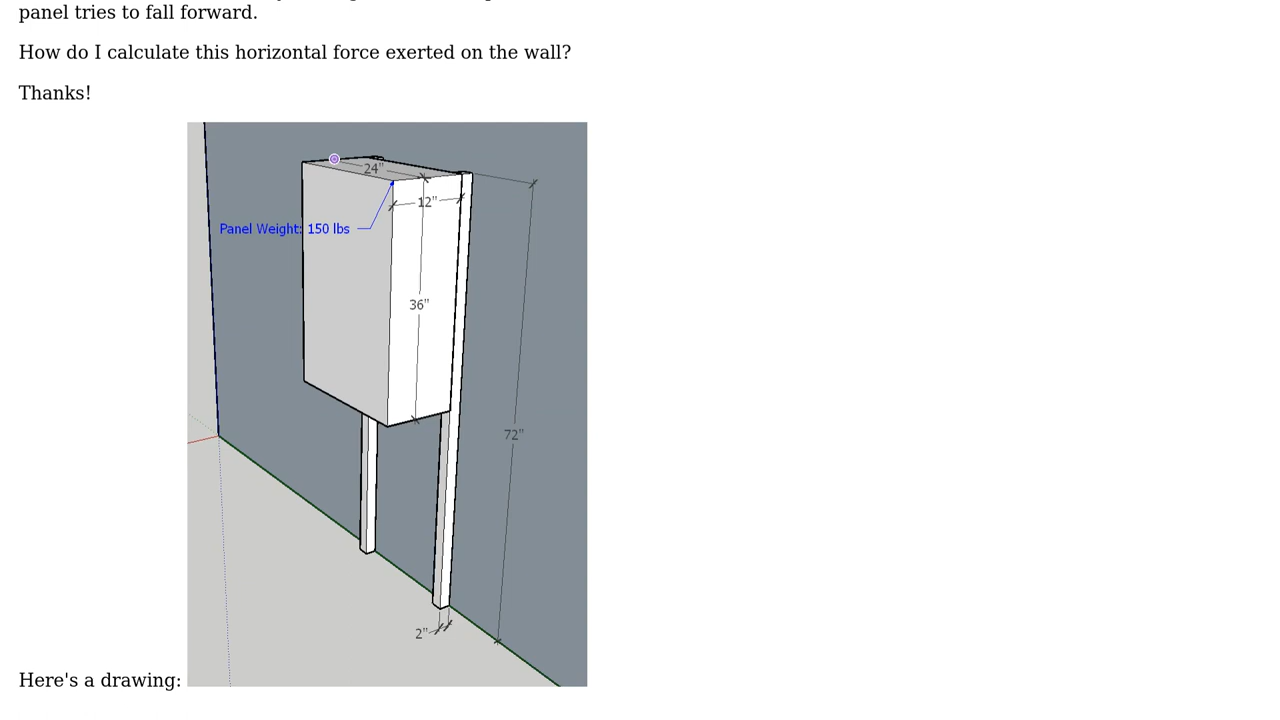 panel tries to fall forward.
How do I calculate this horizontal force exerted on the wall?
Thanks!
24"
12"
Panel Weight: 150 lbs
36"
72"
2"
Here's a drawing: